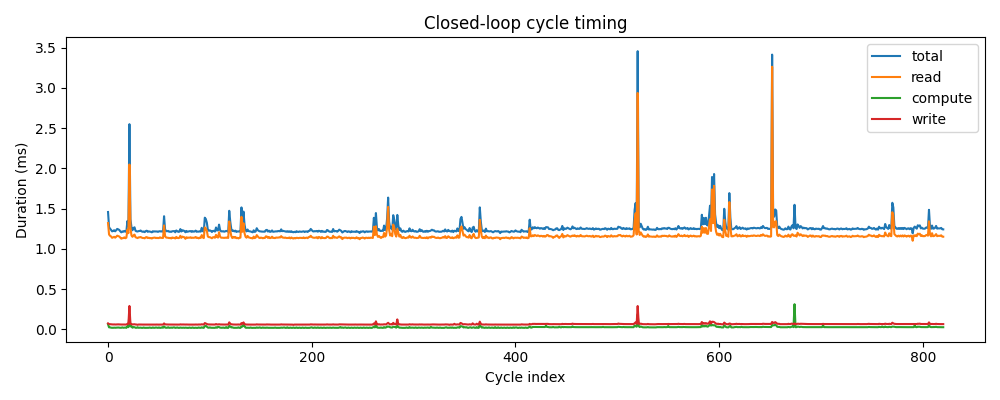 Closed-loop cycle timing
3.5
3.0
2.5
2.0
1.5
1.0
0.5
0.0
Duration (ms)
total
read
compute
write
0
200
400
600
800
Cycle index